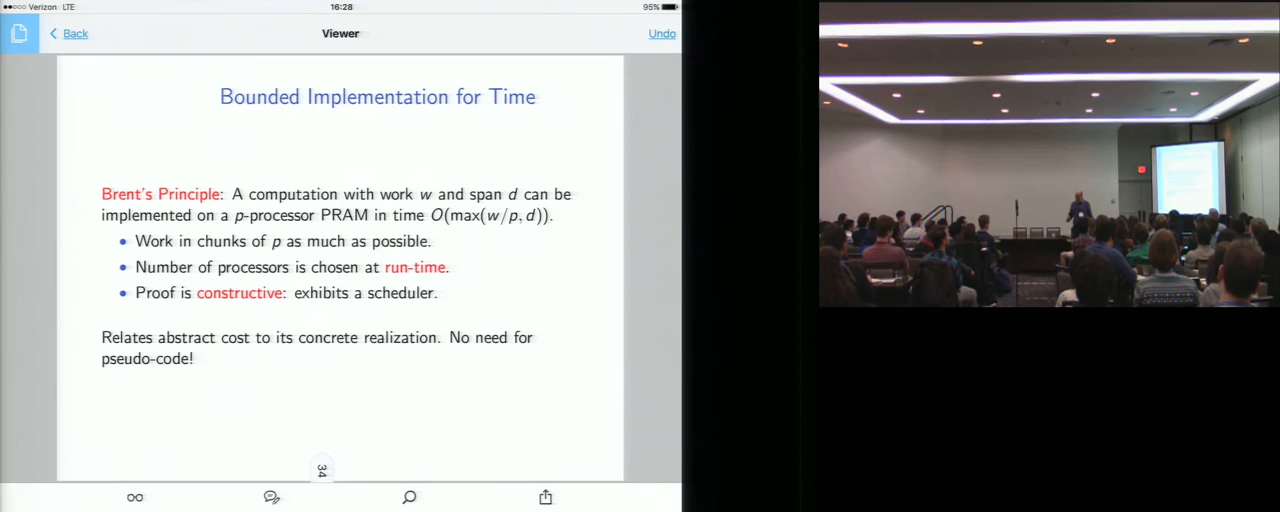 Verizon LTE 16:28 95%
Back Viewer Undo
Bounded Implementation for Time
Brent's Principle: A computation with work w and span d can be
implemented on a p-processor PRAM in time O(max(w/p, d)).
• Work in chunks of p as much as possible.
• Number of processors is chosen at run-time.
• Proof is constructive: exhibits a scheduler.
Relates abstract cost to its concrete realization. No need for
pseudo-code!
34